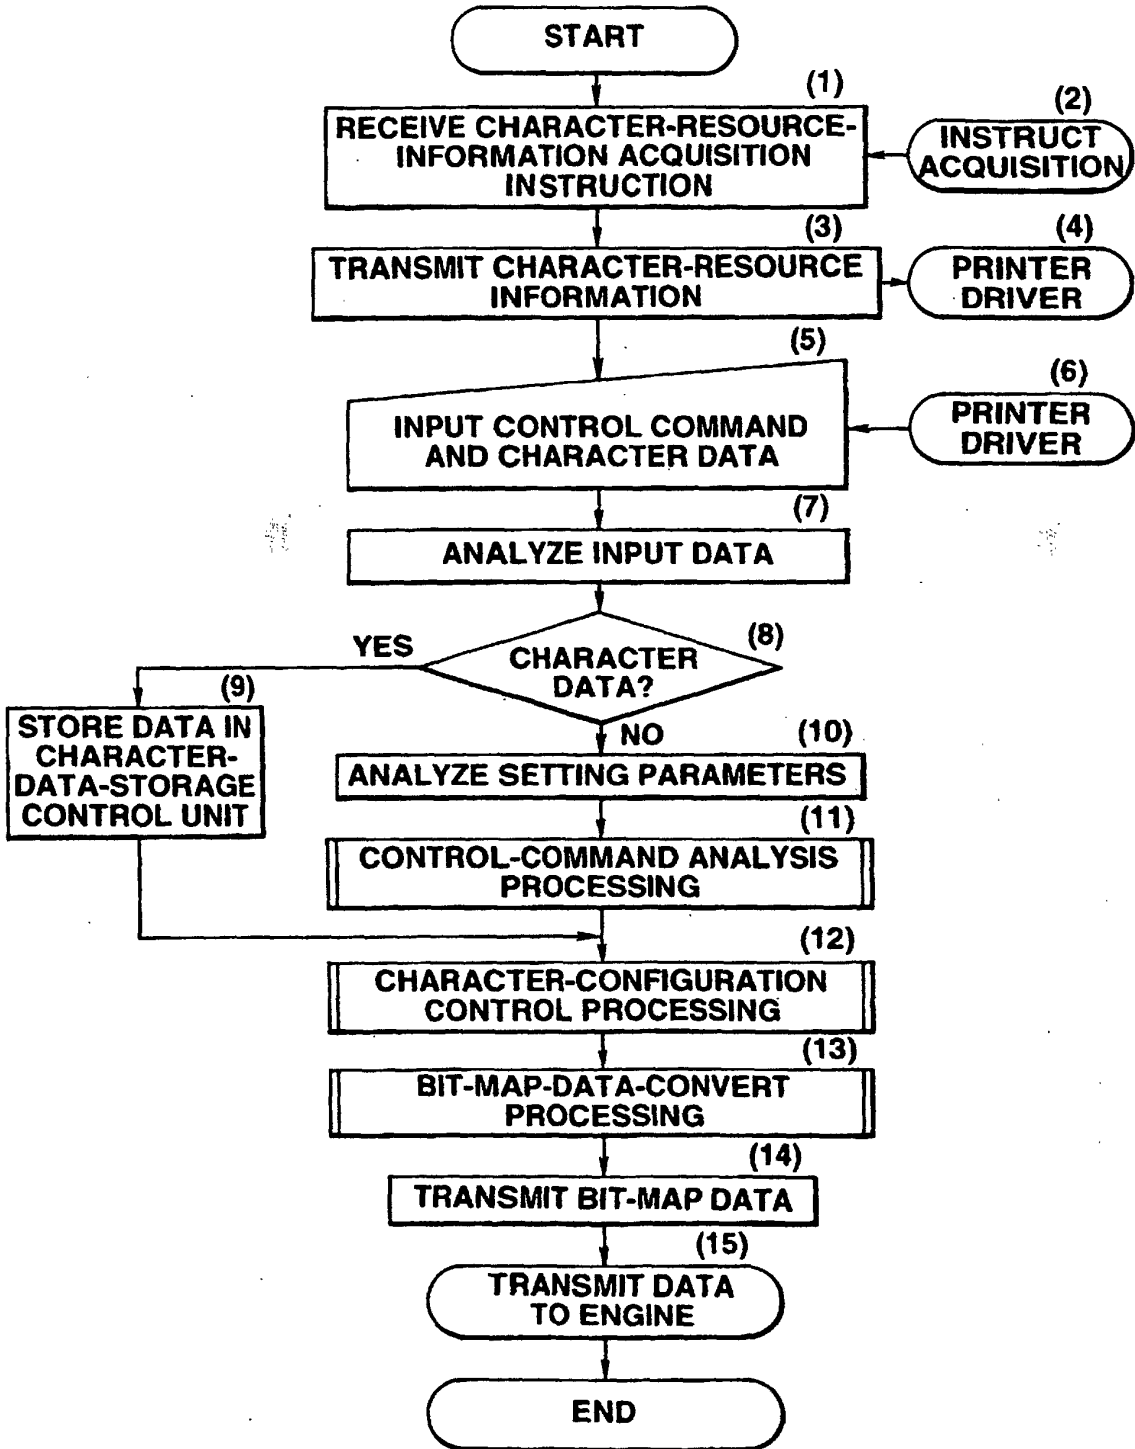 START
(1)
RECEIVE CHARACTER-RESOURCE-
INFORMATION ACQUISITION
INSTRUCTION
(2)
INSTRUCT
ACQUISITION
(3)
TRANSMIT CHARACTER-RESOURCE
INFORMATION
(4)
PRINTER
DRIVER
(5)
INPUT CONTROL COMMAND
AND CHARACTER DATA
(6)
PRINTER
DRIVER
(7)
ANALYZE INPUT DATA
(8)
CHARACTER
DATA?
YES
(9)
STORE DATA IN
CHARACTER-
DATA-STORAGE
CONTROL UNIT
NO
(10)
ANALYZE SETTING PARAMETERS
(11)
CONTROL-COMMAND ANALYSIS
PROCESSING
(12)
CHARACTER-CONFIGURATION
CONTROL PROCESSING
(13)
BIT-MAP-DATA-CONVERT
PROCESSING
(14)
TRANSMIT BIT-MAP DATA
(15)
TRANSMIT DATA
TO ENGINE
END